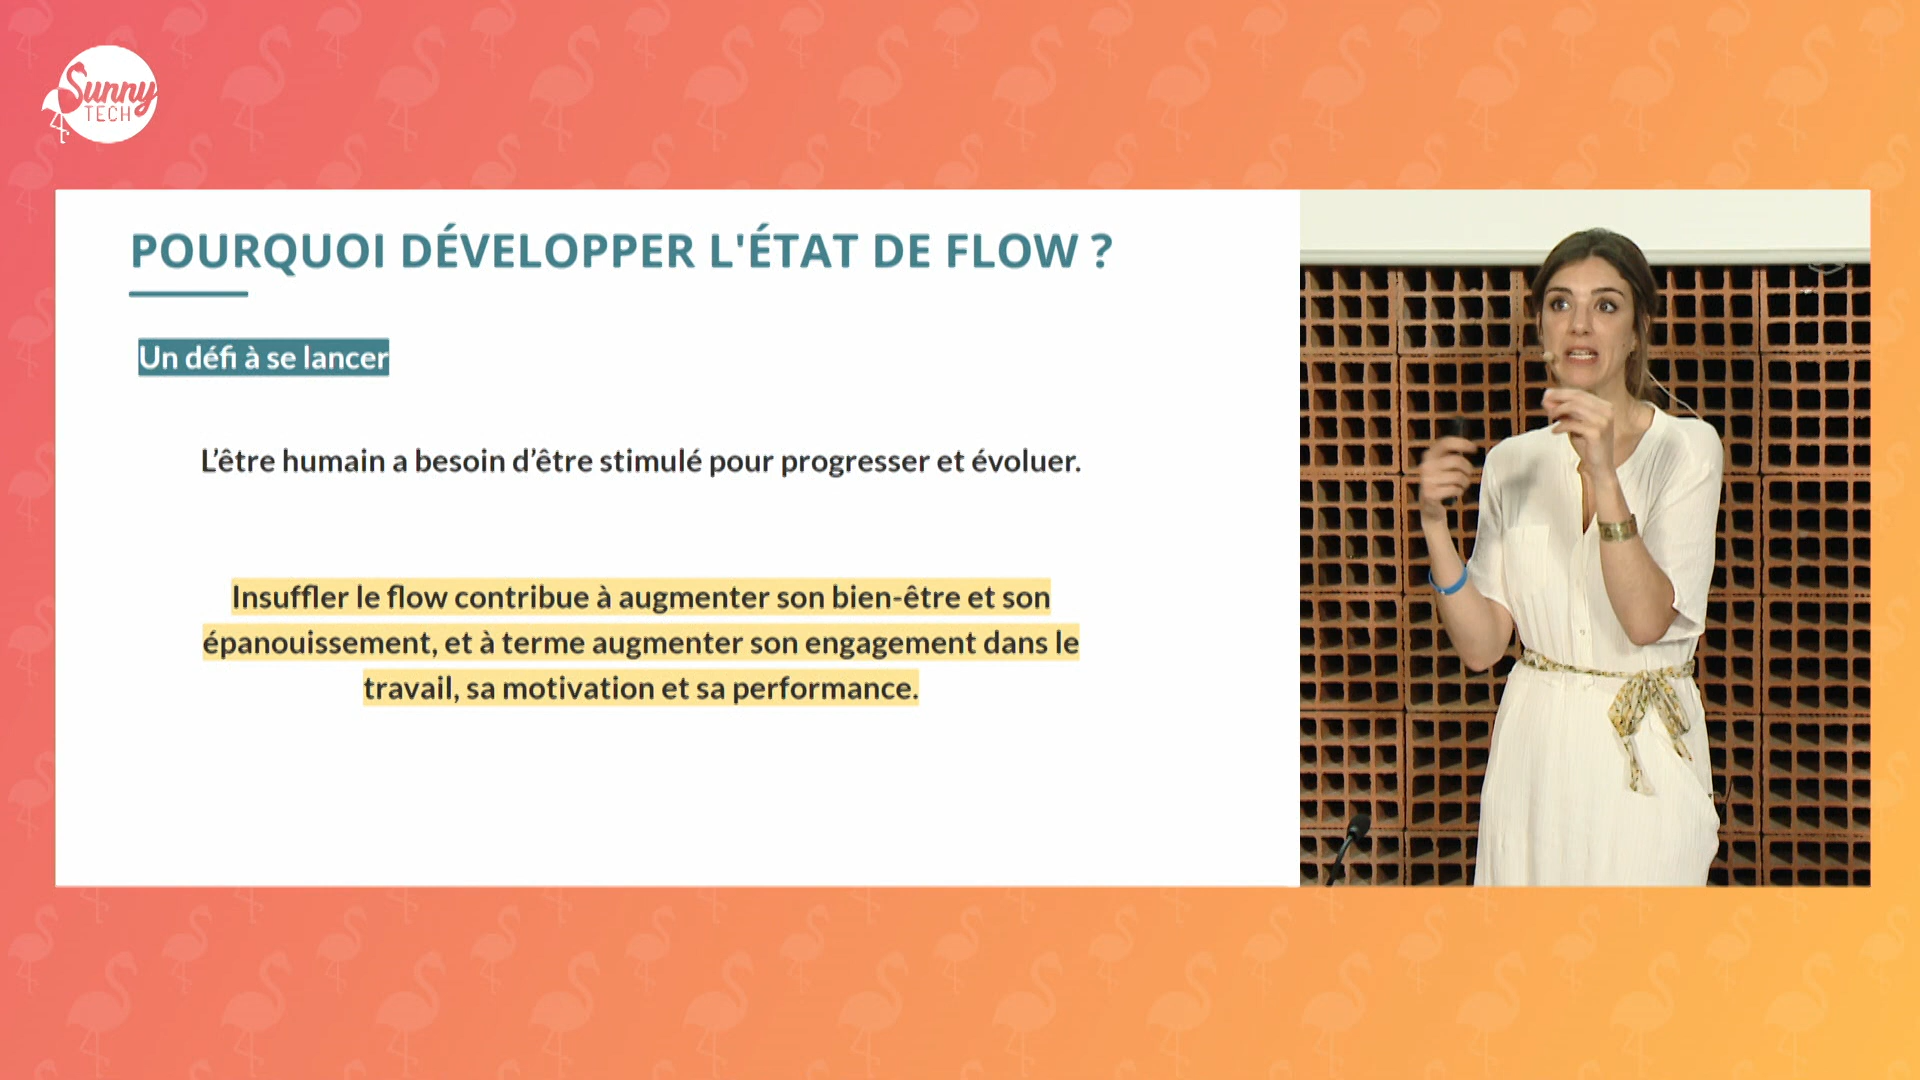 Sunny
TECH
POURQUOI DÉVELOPPER L'ÉTAT DE FLOW ?
Un défi à se lancer
L’être humain a besoin d’être stimulé pour progresser et évoluer.
Insuffler le flow contribue à augmenter son bien-être et son
épanouissement, et à terme augmenter son engagement dans le
travail, sa motivation et sa performance.